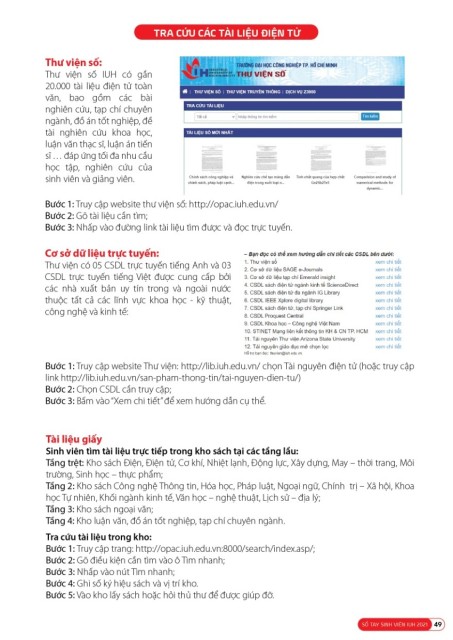 TRA CỨU CÁC TÀI LIỆU ĐIỆN TỬ
Thư viện số:
Thư viện số IUH có gần
20.000 tài liệu điện tử toàn
văn, bao gồm các bài
nghiên cứu, tạp chí chuyên
ngành, đồ án tốt nghiệp, đề
tài nghiên cứu khoa học,
luận văn thạc sĩ, luận án tiến
sĩ … đáp ứng tối đa nhu cầu
học tập, nghiên cứu của
sinh viên và giảng viên.
TRƯỜNG ĐẠI HỌC CÔNG NGHIỆP TP. HỒ CHÍ MINH
THƯ VIỆN SỐ
THƯ VIỆN SỐ THƯ VIỆN TRUYỀN THỐNG DỊCH VỤ Z3950
TRA CỨU TÀI LIỆU
Tất cả
Tìm kiếm
TÀI LIỆU SỐ MỚI NHẤT
Bước 1: Truy cập website thư viện số: http://opac.iuh.edu.vn/
Bước 2: Gõ tài liệu cần tìm;
Bước 3: Nhấp vào đường link tài liệu tìm được và đọc trực tuyến.
Cơ sở dữ liệu trực tuyến:
Thư viện có 05 CSDL trực tuyến tiếng Anh và 03
CSDL trực tuyến tiếng Việt được cung cấp bởi
các nhà xuất bản uy tín trong và ngoài nước
thuộc tất cả các lĩnh vực khoa học - kỹ thuật,
công nghệ và kinh tế:
– Bạn đọc có thể xem hướng dẫn chi tiết các CSDL bên dưới:
1. Thư viện số xem chi tiết
2. Cơ sở dữ liệu SAGE e-Journals xem chi tiết
3. Cơ sở dữ liệu tạp chí Emerald insight xem chi tiết
4. CSDL sách điện tử ngành kinh tế ScienceDirect xem chi tiết
5. CSDL sách điện tử đa ngành IG Library xem chi tiết
6. CSDL IEEE Xplore digital library xem chi tiết
7. CSDL sách điện tử, tạp chí Springer Link xem chi tiết
8. CSDL Proquest Central xem chi tiết
9. CSDL Khoa học – Công nghệ Việt Nam xem chi tiết
10. STINET Mạng liên kết thông tin KH & CN TP. HCM xem chi tiết
11. Tài nguyên Thư viện Arizona State University xem chi tiết
12. Tài nguyên giáo dục mở chọn lọc xem chi tiết
Bước 1: Truy cập website Thư viện: http://lib.iuh.edu.vn/ chọn Tài nguyên điện tử (hoặc truy cập
link http://lib.iuh.edu.vn/san-pham-thong-tin/tai-nguyen-dien-tu/)
Bước 2: Chọn CSDL cần truy cập;
Bước 3: Bấm vào “Xem chi tiết” để xem hướng dẫn cụ thể.
Tài liệu giấy
Sinh viên tìm tài liệu trực tiếp trong kho sách tại các tầng lầu:
Tầng trệt: Kho sách Điện, Điện tử, Cơ khí, Nhiệt lạnh, Động lực, Xây dựng, May – thời trang, Môi
trường, Sinh học – thực phẩm;
Tầng 2: Kho sách Công nghệ Thông tin, Hóa học, Pháp luật, Ngoại ngữ, Chính trị – Xã hội, Khoa
học Tự nhiên, Khối ngành kinh tế, Văn học – nghệ thuật, Lịch sử – địa lý;
Tầng 3: Kho sách ngoại văn;
Tầng 4: Kho luận văn, đồ án tốt nghiệp, tạp chí chuyên ngành.
Tra cứu tài liệu trong kho:
Bước 1: Truy cập trang: http://opac.iuh.edu.vn:8000/search/Index.asp/;
Bước 2: Gõ điều kiện cần tìm vào ô Tìm nhanh;
Bước 3: Nhấp vào nút Tìm nhanh;
Bước 4: Ghi số ký hiệu sách và vị trí kho.
Bước 5: Vào kho lấy sách hoặc hỏi thủ thư để được giúp đỡ.
SỔ TAY SINH VIÊN IUH 2021 49